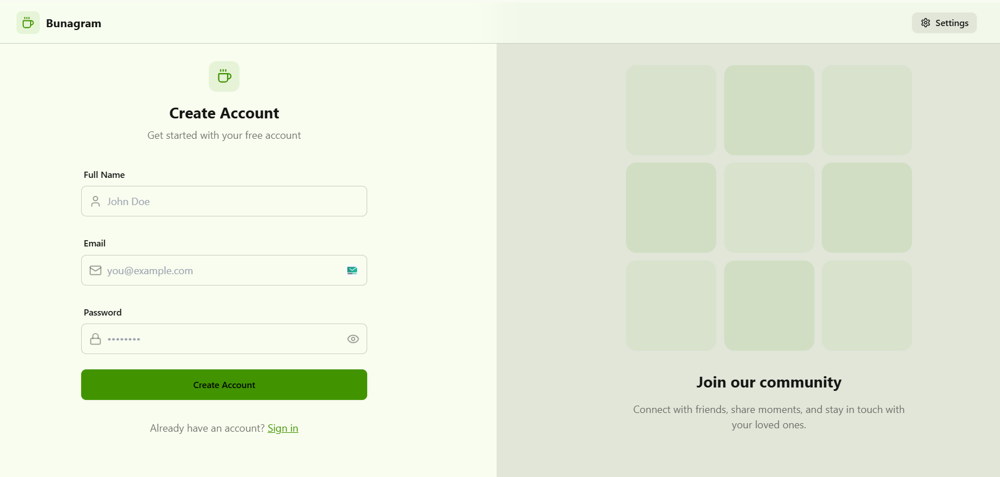 Bunagram
Settings
Create Account
Get started with your free account
Full Name
John Doe
Email
you@example.com
Password
••••••••
Create Account
Already have an account? Sign in
Join our community
Connect with friends, share moments, and stay in touch with
your loved ones.